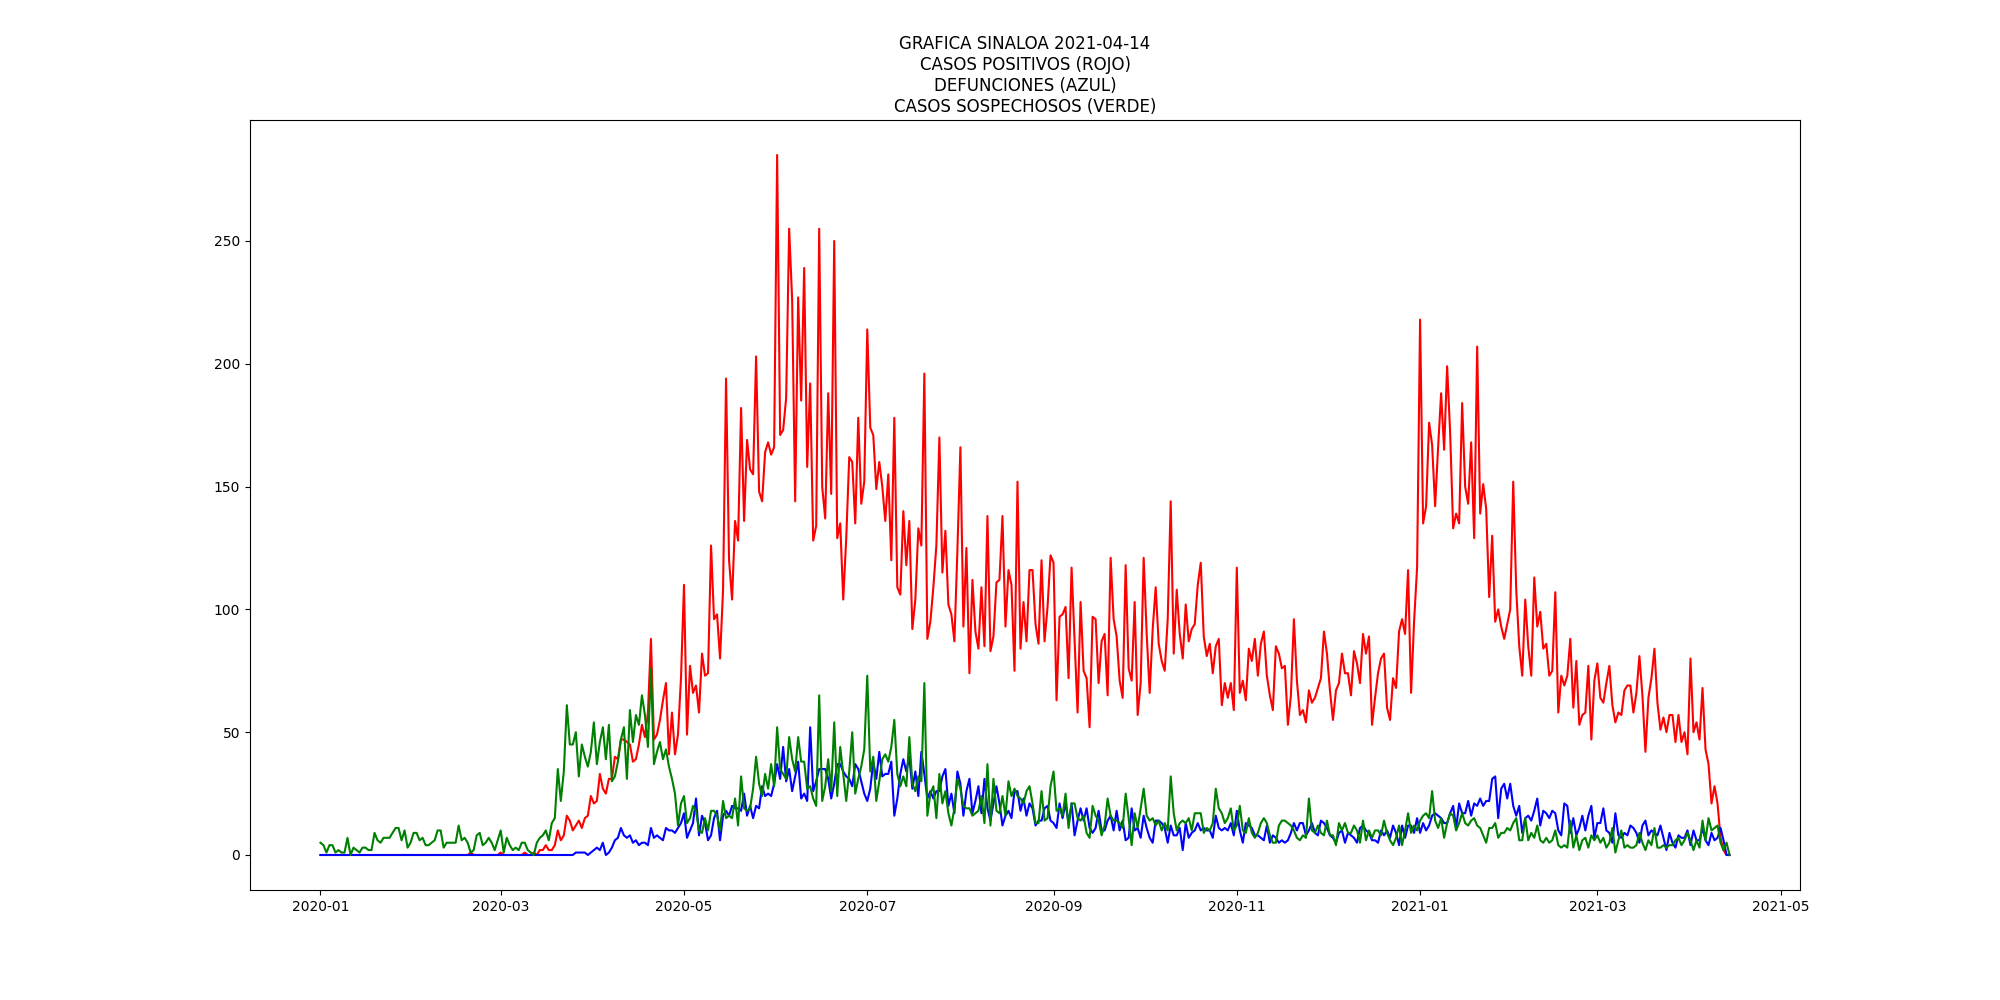 GRAFICA SINALOA 2021-04-14
CASOS POSITIVOS (ROJO)
DEFUNCIONES (AZUL)
CASOS SOSPECHOSOS (VERDE)
250
200
150
100
50
0
2020-01 2020-03 2020-05 2020-07 2020-09 2020-11 2021-01 2021-03 2021-05